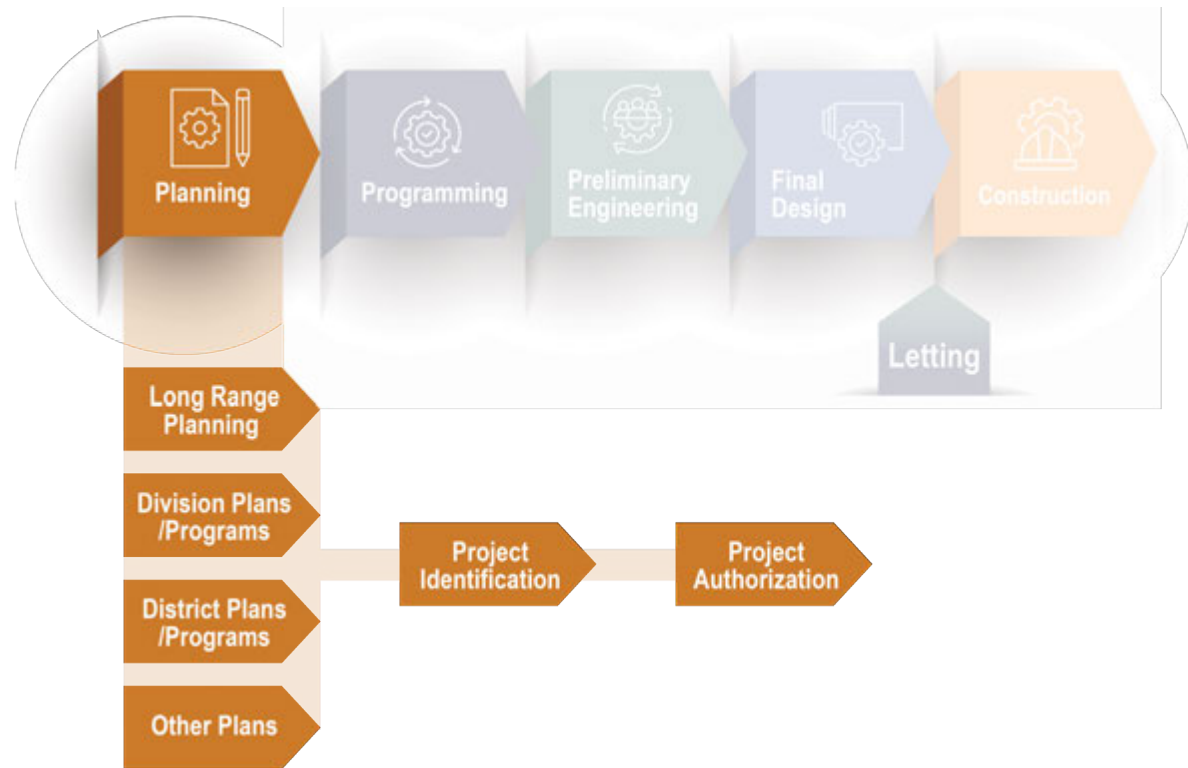 Planning
Programming
Preliminary
Engineering
Final
Design
Construction
Letting
Long Range
Planning
Division Plans
/Programs
District Plans
/Programs
Other Plans
Project
Identification
Project
Authorization